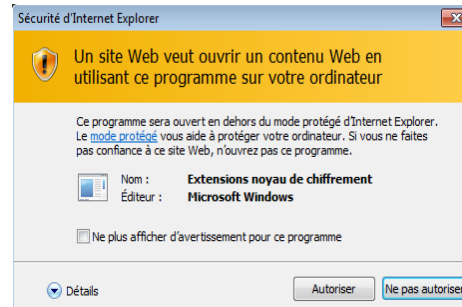 Sécurité d'Internet Explorer
Un site Web veut ouvrir un contenu Web en
utilisant ce programme sur votre ordinateur
Ce programme sera ouvert en dehors du mode protégé d'Internet Explorer.
Le mode protégé vous aide à protéger votre ordinateur. Si vous ne faites
pas confiance à ce site Web, n'ouvrez pas ce programme.
Nom : Extensions noyau de chiffrement
Éditeur : Microsoft Windows
Ne plus afficher d'avertissement pour ce programme
Détails Autoriser Ne pas autoriser